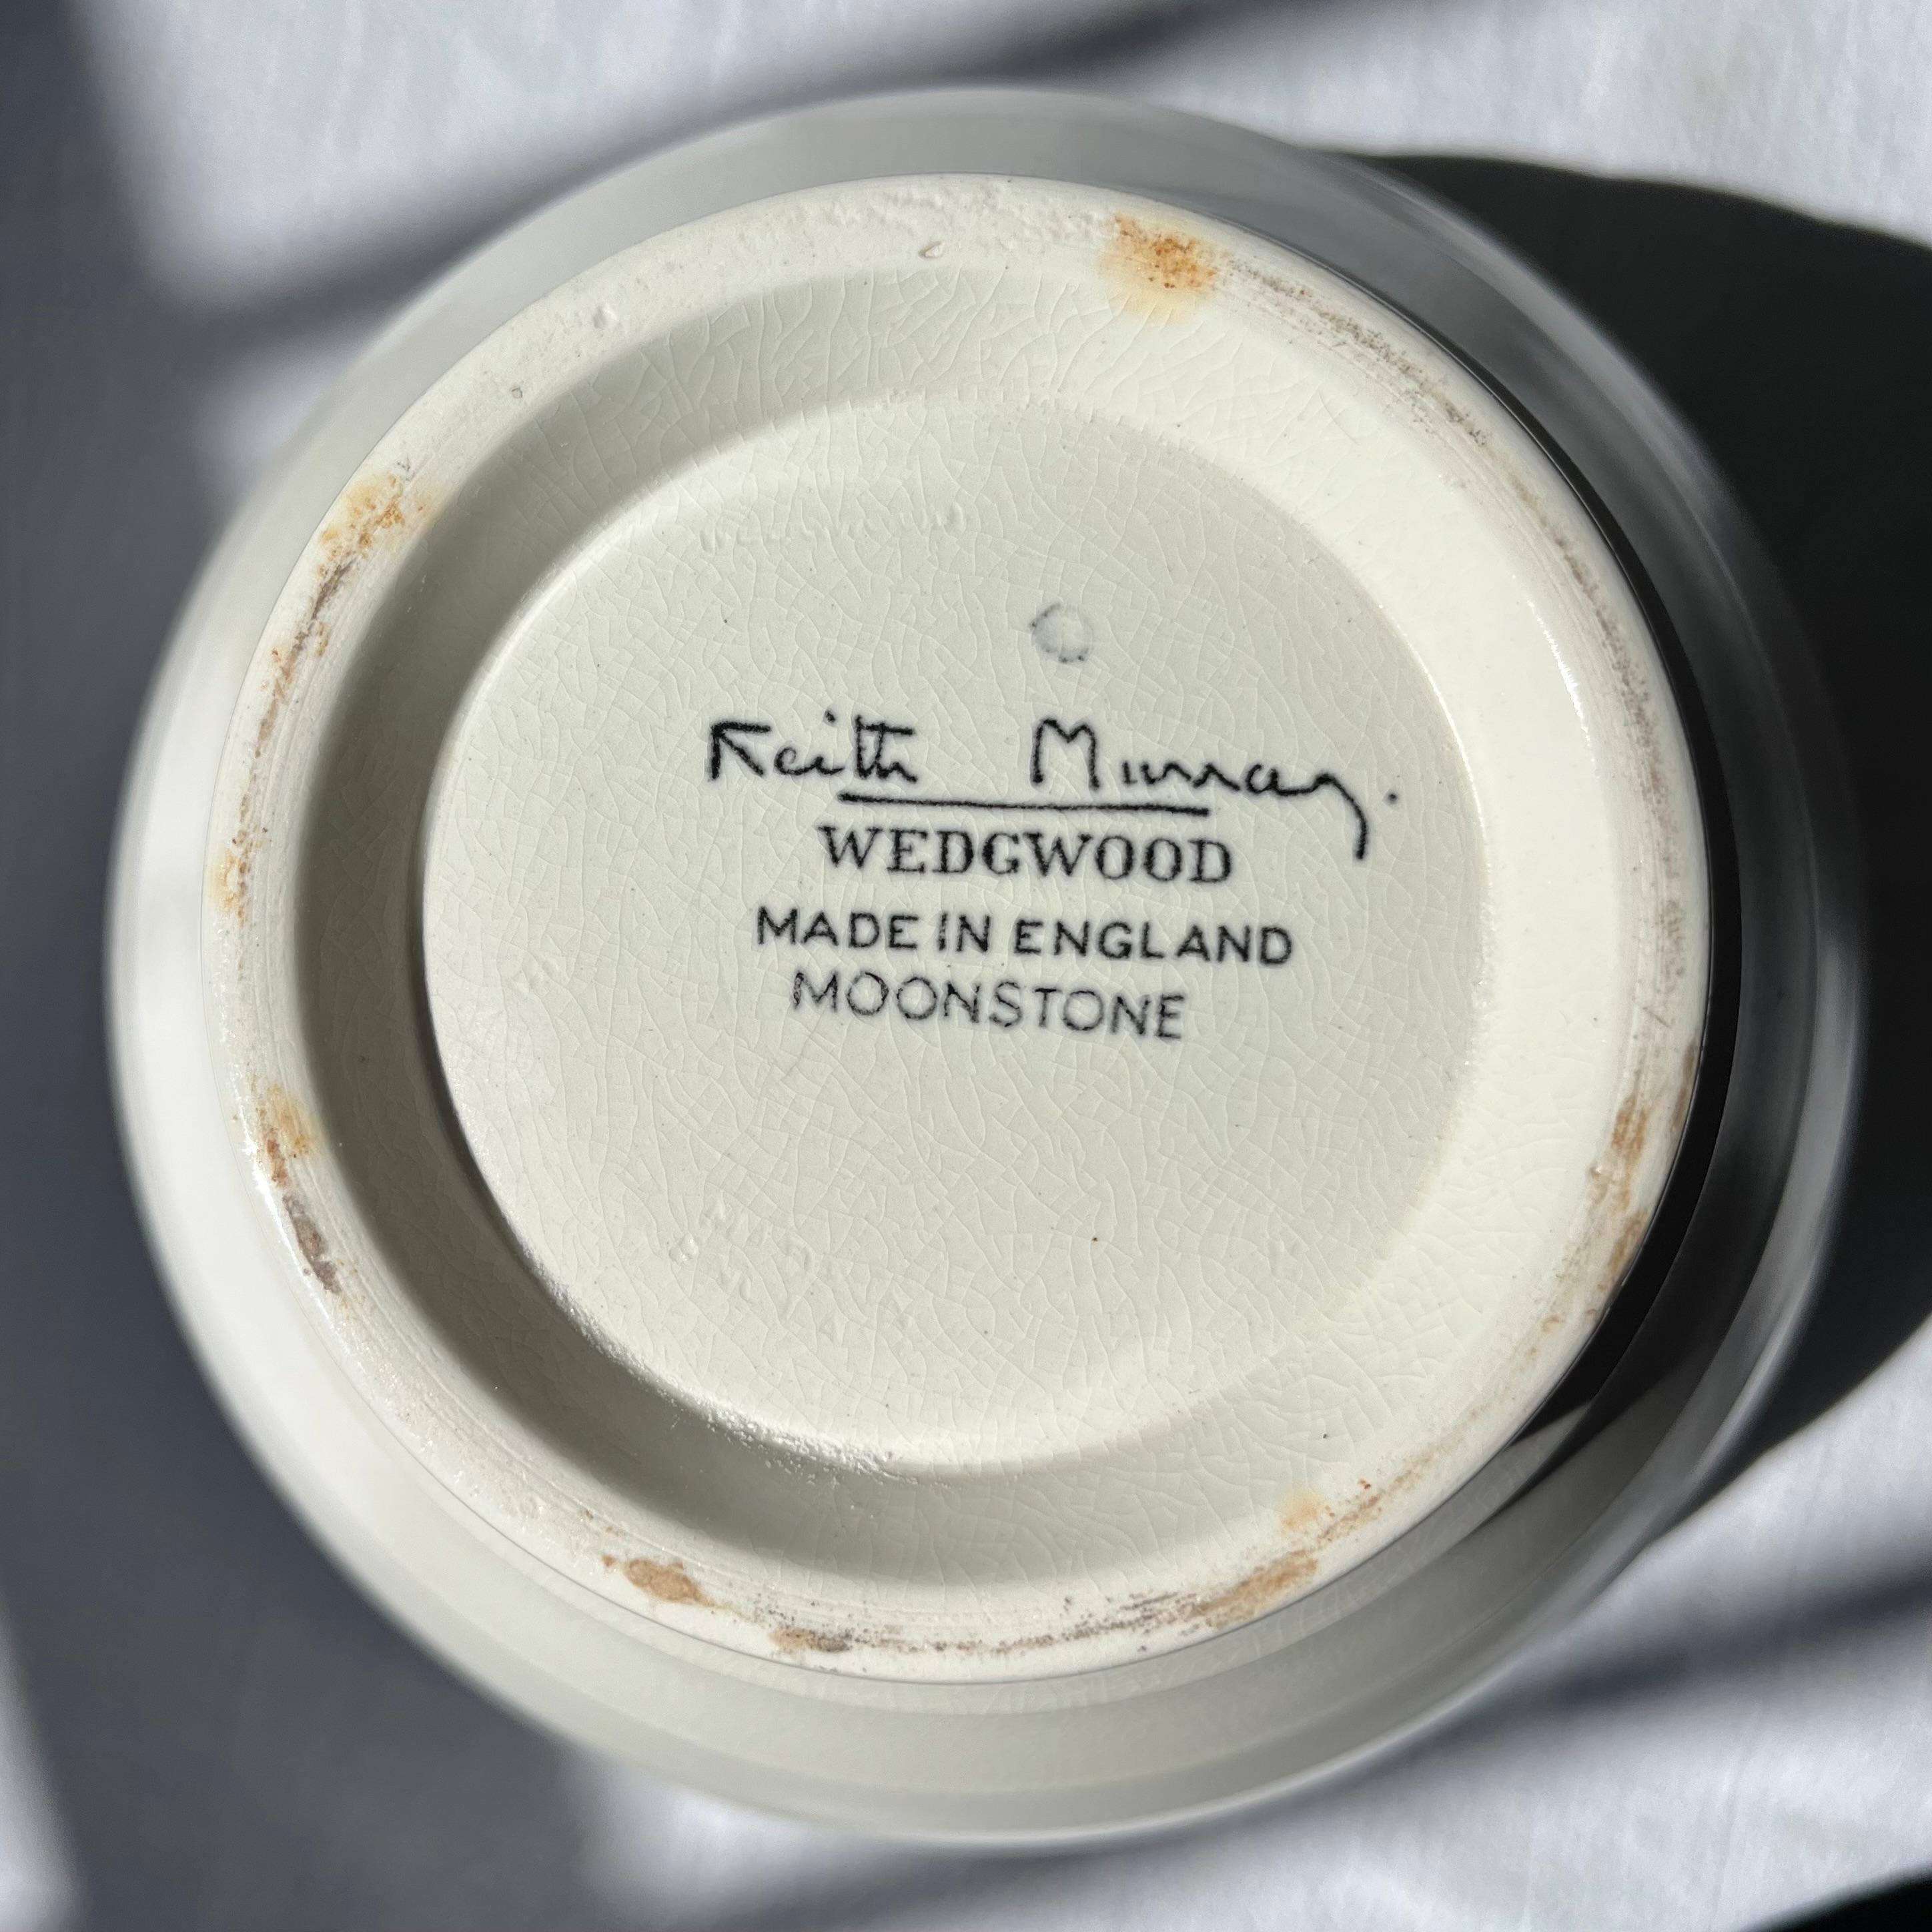 Keith Murray.
WEDGWOOD
MADE IN ENGLAND
MOONSTONE